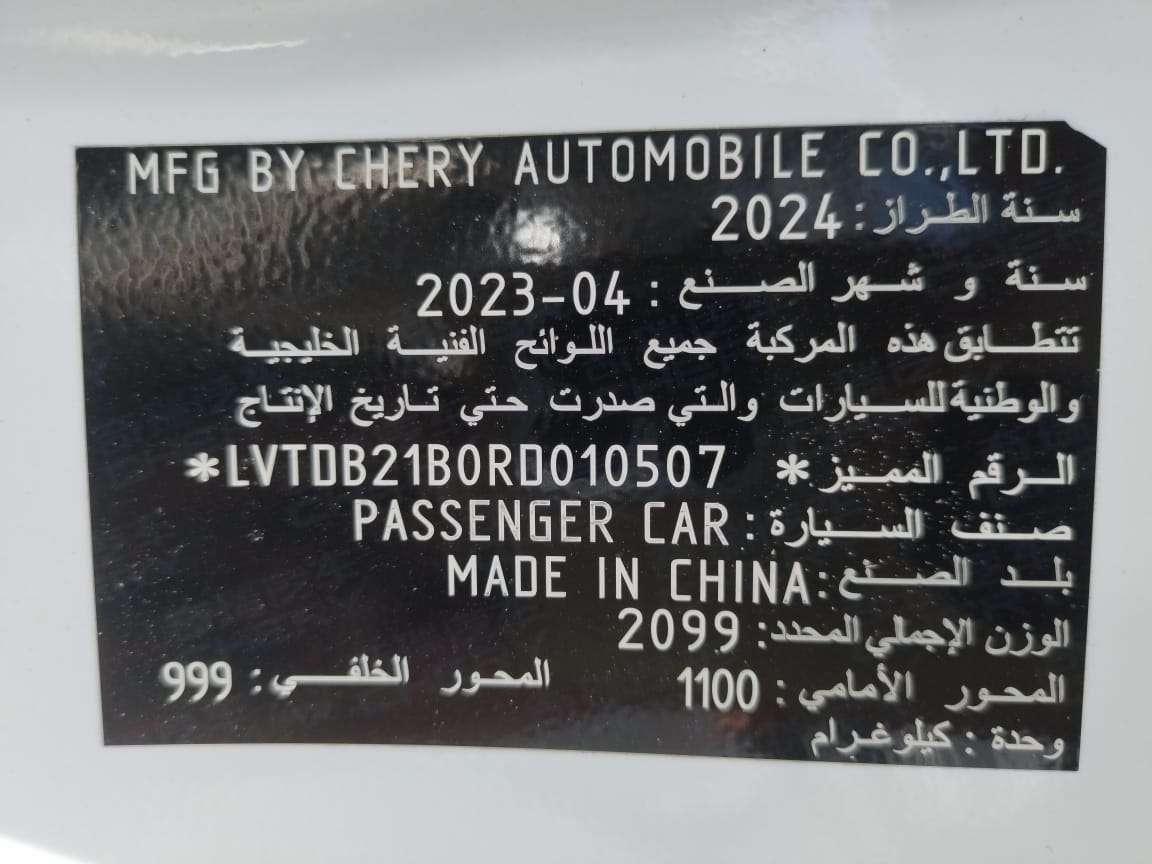 MFG BY CHERY AUTOMOBILE CO.,LTD.
سنة الطراز: 2024
سنة و شهر الصنع : 2023-04
تتطابق هذه المركبة جميع اللوائح الفنية الخليجية
والوطنية للسيارات والتي صدرت حتي تاريخ الإنتاج
الرقم المميز *LVTDB21B0RD010507*
صنف السيارة: PASSENGER CAR
بلد الصنع: MADE IN CHINA
الوزن الإجمالي المحدد: 2099
المحور الأمامي : 1100 المحور الخلفي : 999
وحدة : كيلوغرام